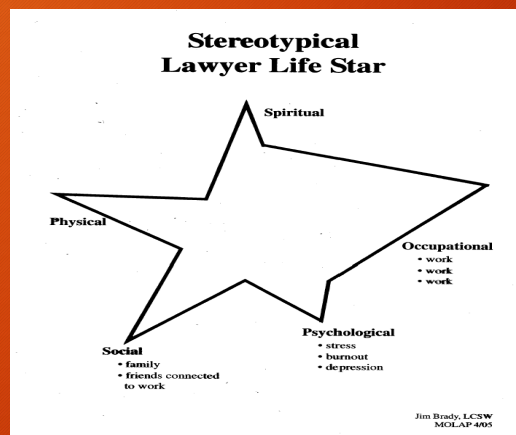 Stereotypical
Lawyer Life Star
Spiritual
Physical
Occupational
• work
• work
• work
Psychological
• stress
• burnout
• depression
Social
• family
• friends connected
to work
Jim Brady, LCSW
MOLAP 4/05